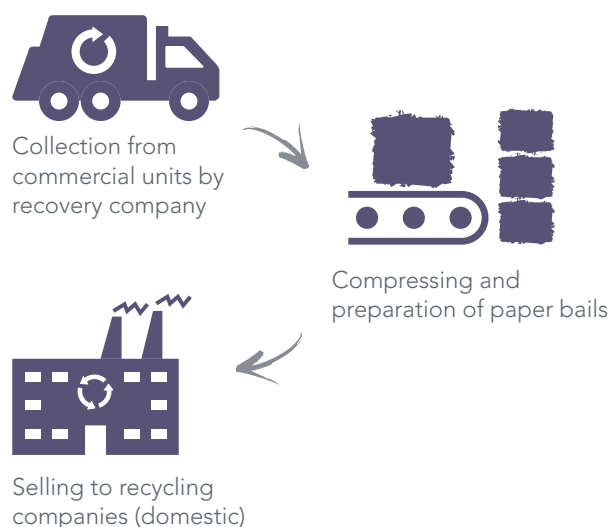 Collection from
commercial units by
recovery company
Compressing and
preparation of paper bails
Selling to recycling
companies (domestic)